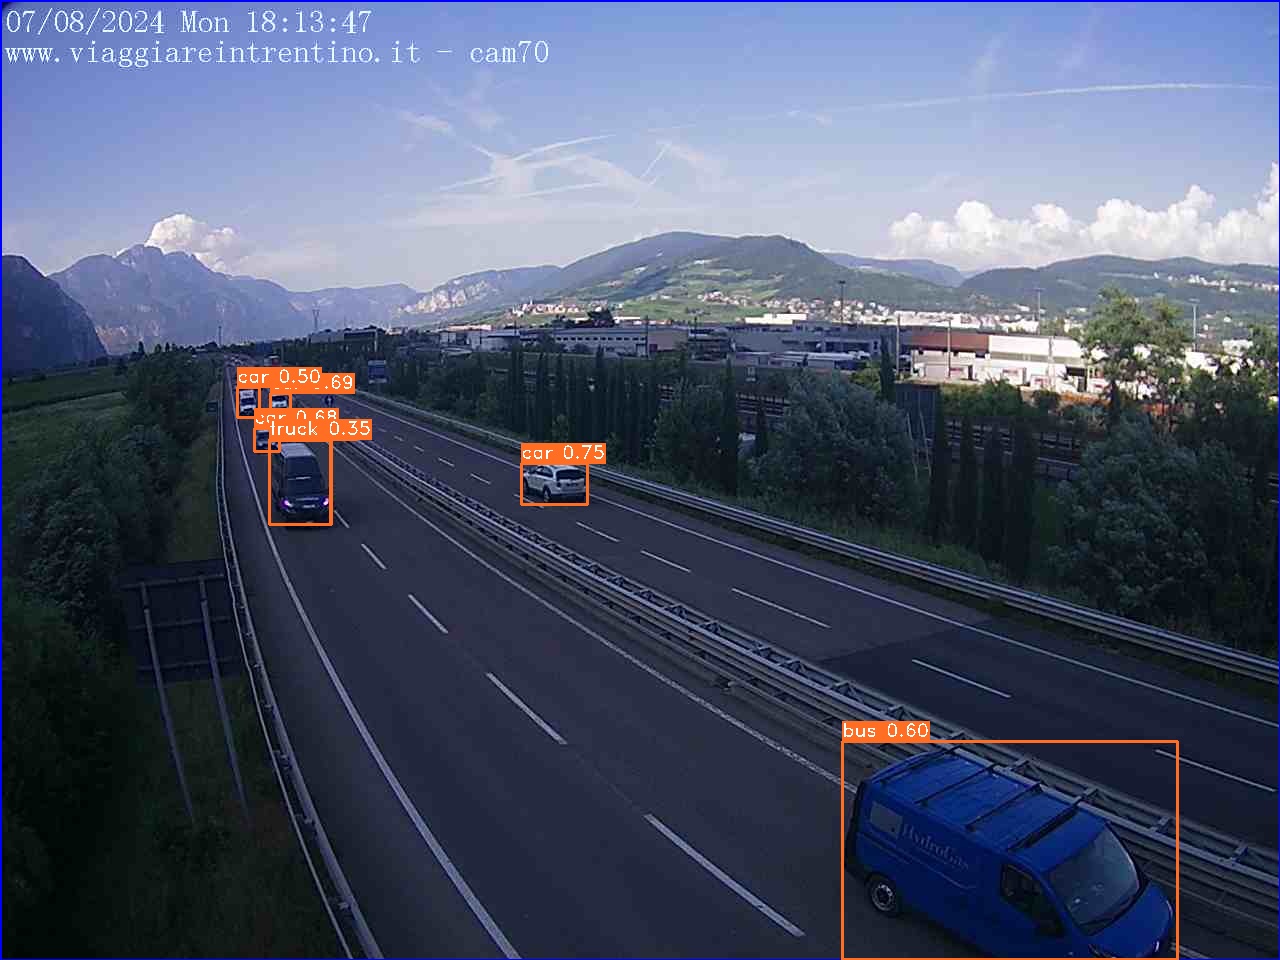 07/08/2024 Mon 18:13:47
www.viaggiareintrentino.it - cam70
car 0.50
.69
car 0.68
truck 0.35
car 0.75
bus 0.60
HydroGas